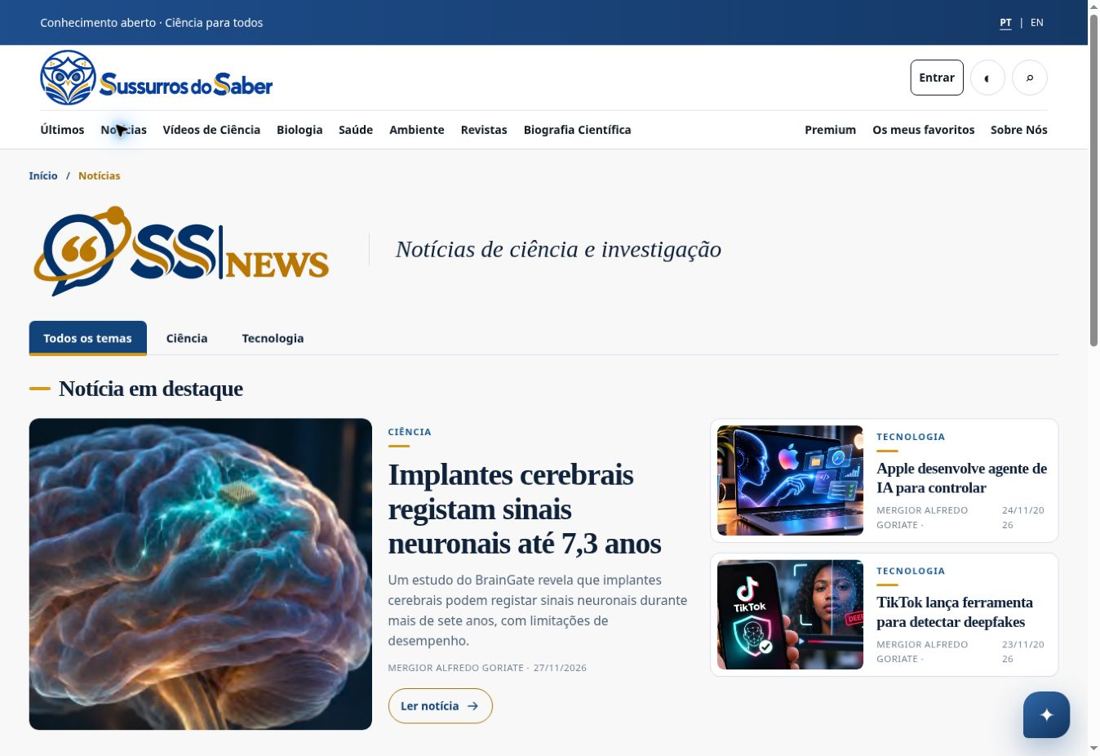 Conhecimento aberto · Ciência para todos
PT | EN
Sussurros do Saber
Entrar
Últimos
Notícias
Vídeos de Ciência
Biologia
Saúde
Ambiente
Revistas
Biografia Científica
Premium
Os meus favoritos
Sobre Nós
Início / Notícias
SS|NEWS
Notícias de ciência e investigação
Todos os temas
Ciência
Tecnologia
Notícia em destaque
CIÊNCIA
Implantes cerebrais
registam sinais
neuronais até 7,3 anos
Um estudo do BrainGate revela que implantes
cerebrais podem registar sinais neuronais durante
mais de sete anos, com limitações de
desempenho.
MERGIOR ALFREDO GORIATE · 27/11/2026
Ler notícia →
TECNOLOGIA
Apple desenvolve agente de
IA para controlar
MERGIOR ALFREDO
GORIATE ·
24/11/20
26
TikTok
TECNOLOGIA
TikTok lança ferramenta
para detectar deepfakes
MERGIOR ALFREDO
GORIATE ·
23/11/20
26